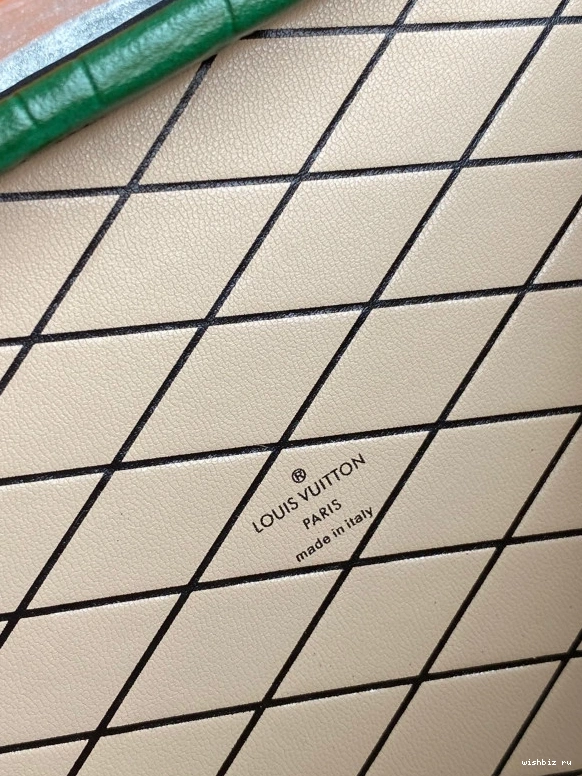 ®
LOUIS VUITTON
PARIS
made in italy
wishbiz ru